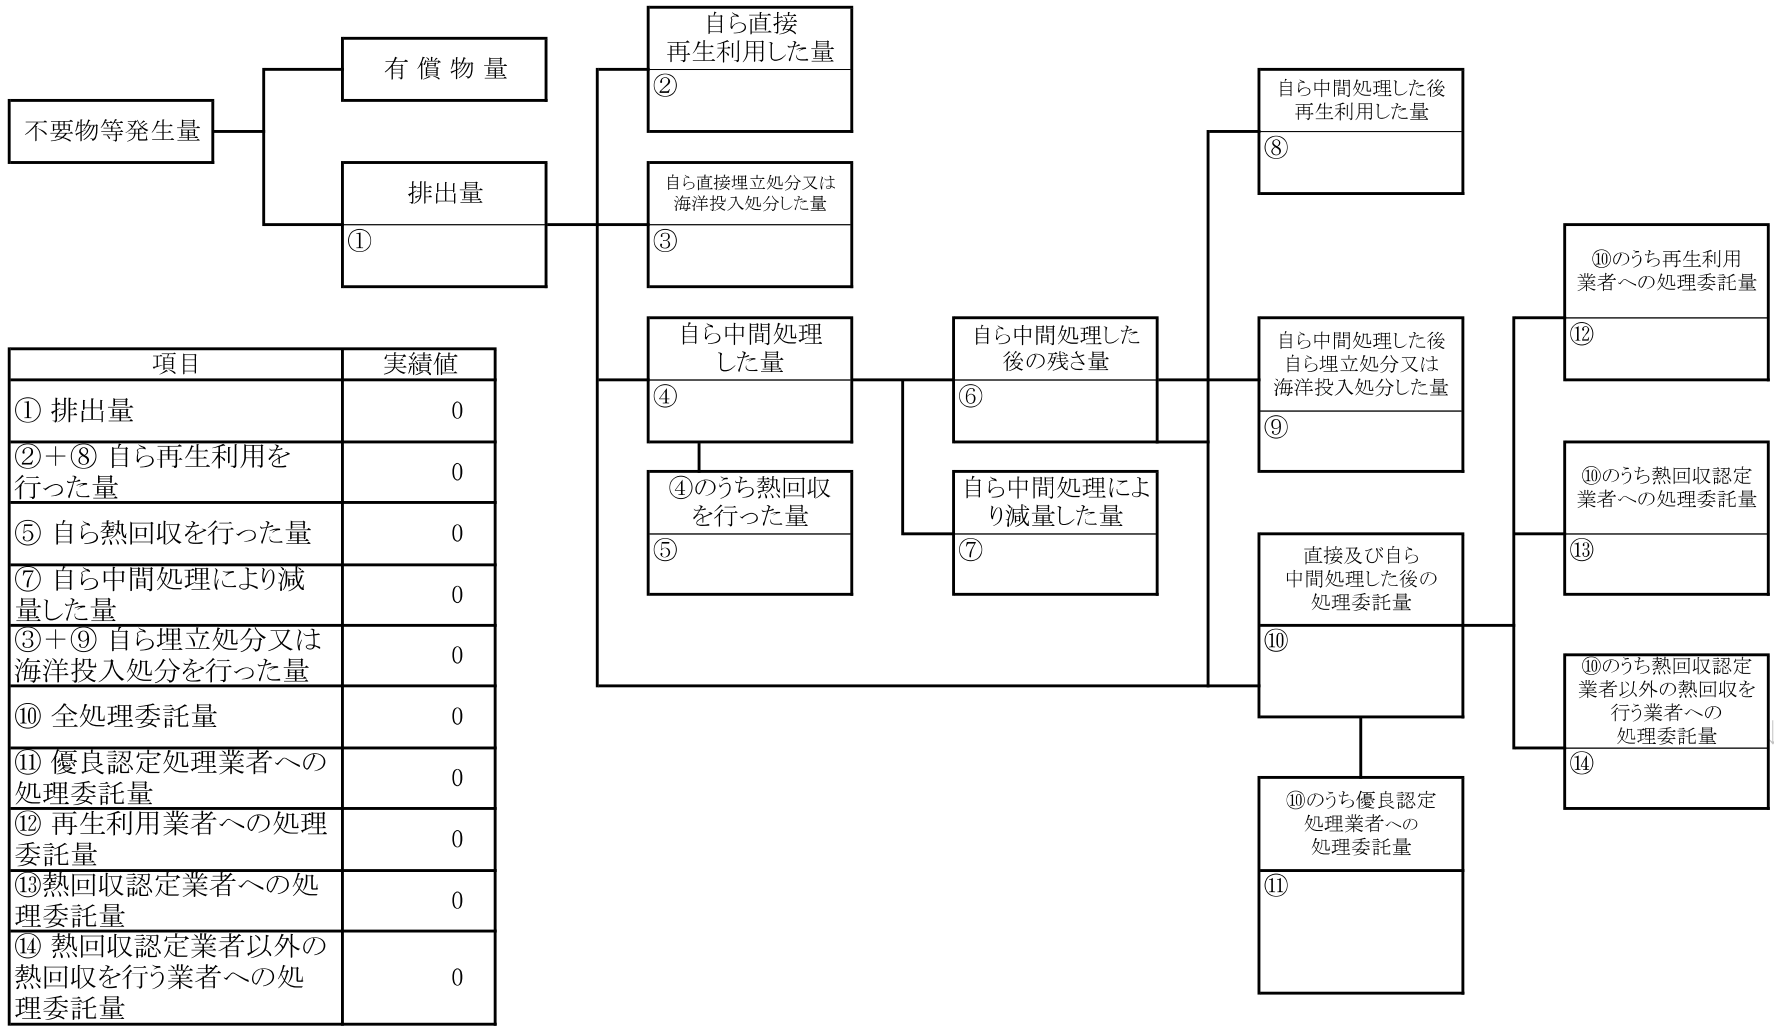 不要物等発生量
有償物量
排出量
①
自ら直接
再生利用した量
②
自ら直接埋立処分又は
海洋投入処分した量
③
自ら中間処理
した量
④
④のうち熱回収
を行った量
⑤
自ら中間処理した
後の残さ量
⑥
自ら中間処理によ
り減量した量
⑦
自ら中間処理した後
再生利用した量
⑧
自ら中間処理した後
自ら埋立処分又は
海洋投入処分した量
⑨
直接及び自ら
中間処理した後の
処理委託量
⑩
⑩のうち優良認定
処理業者への
処理委託量
⑪
⑩のうち再生利用
業者への処理委託量
⑫
⑩のうち熱回収認定
業者への処理委託量
⑬
⑩のうち熱回収認定
業者以外の熱回収を
行う業者への
処理委託量
⑭
項目 実績値
① 排出量 0
②＋⑧ 自ら再生利用を
行った量 0
⑤ 自ら熱回収を行った量 0
⑦ 自ら中間処理により減
量した量 0
③＋⑨ 自ら埋立処分又は
海洋投入処分を行った量 0
⑩ 全処理委託量 0
⑪ 優良認定処理業者への
処理委託量 0
⑫ 再生利用業者への処理
委託量 0
⑬熱回収認定業者への処
理委託量 0
⑭ 熱回収認定業者以外の
熱回収を行う業者への処
理委託量 0